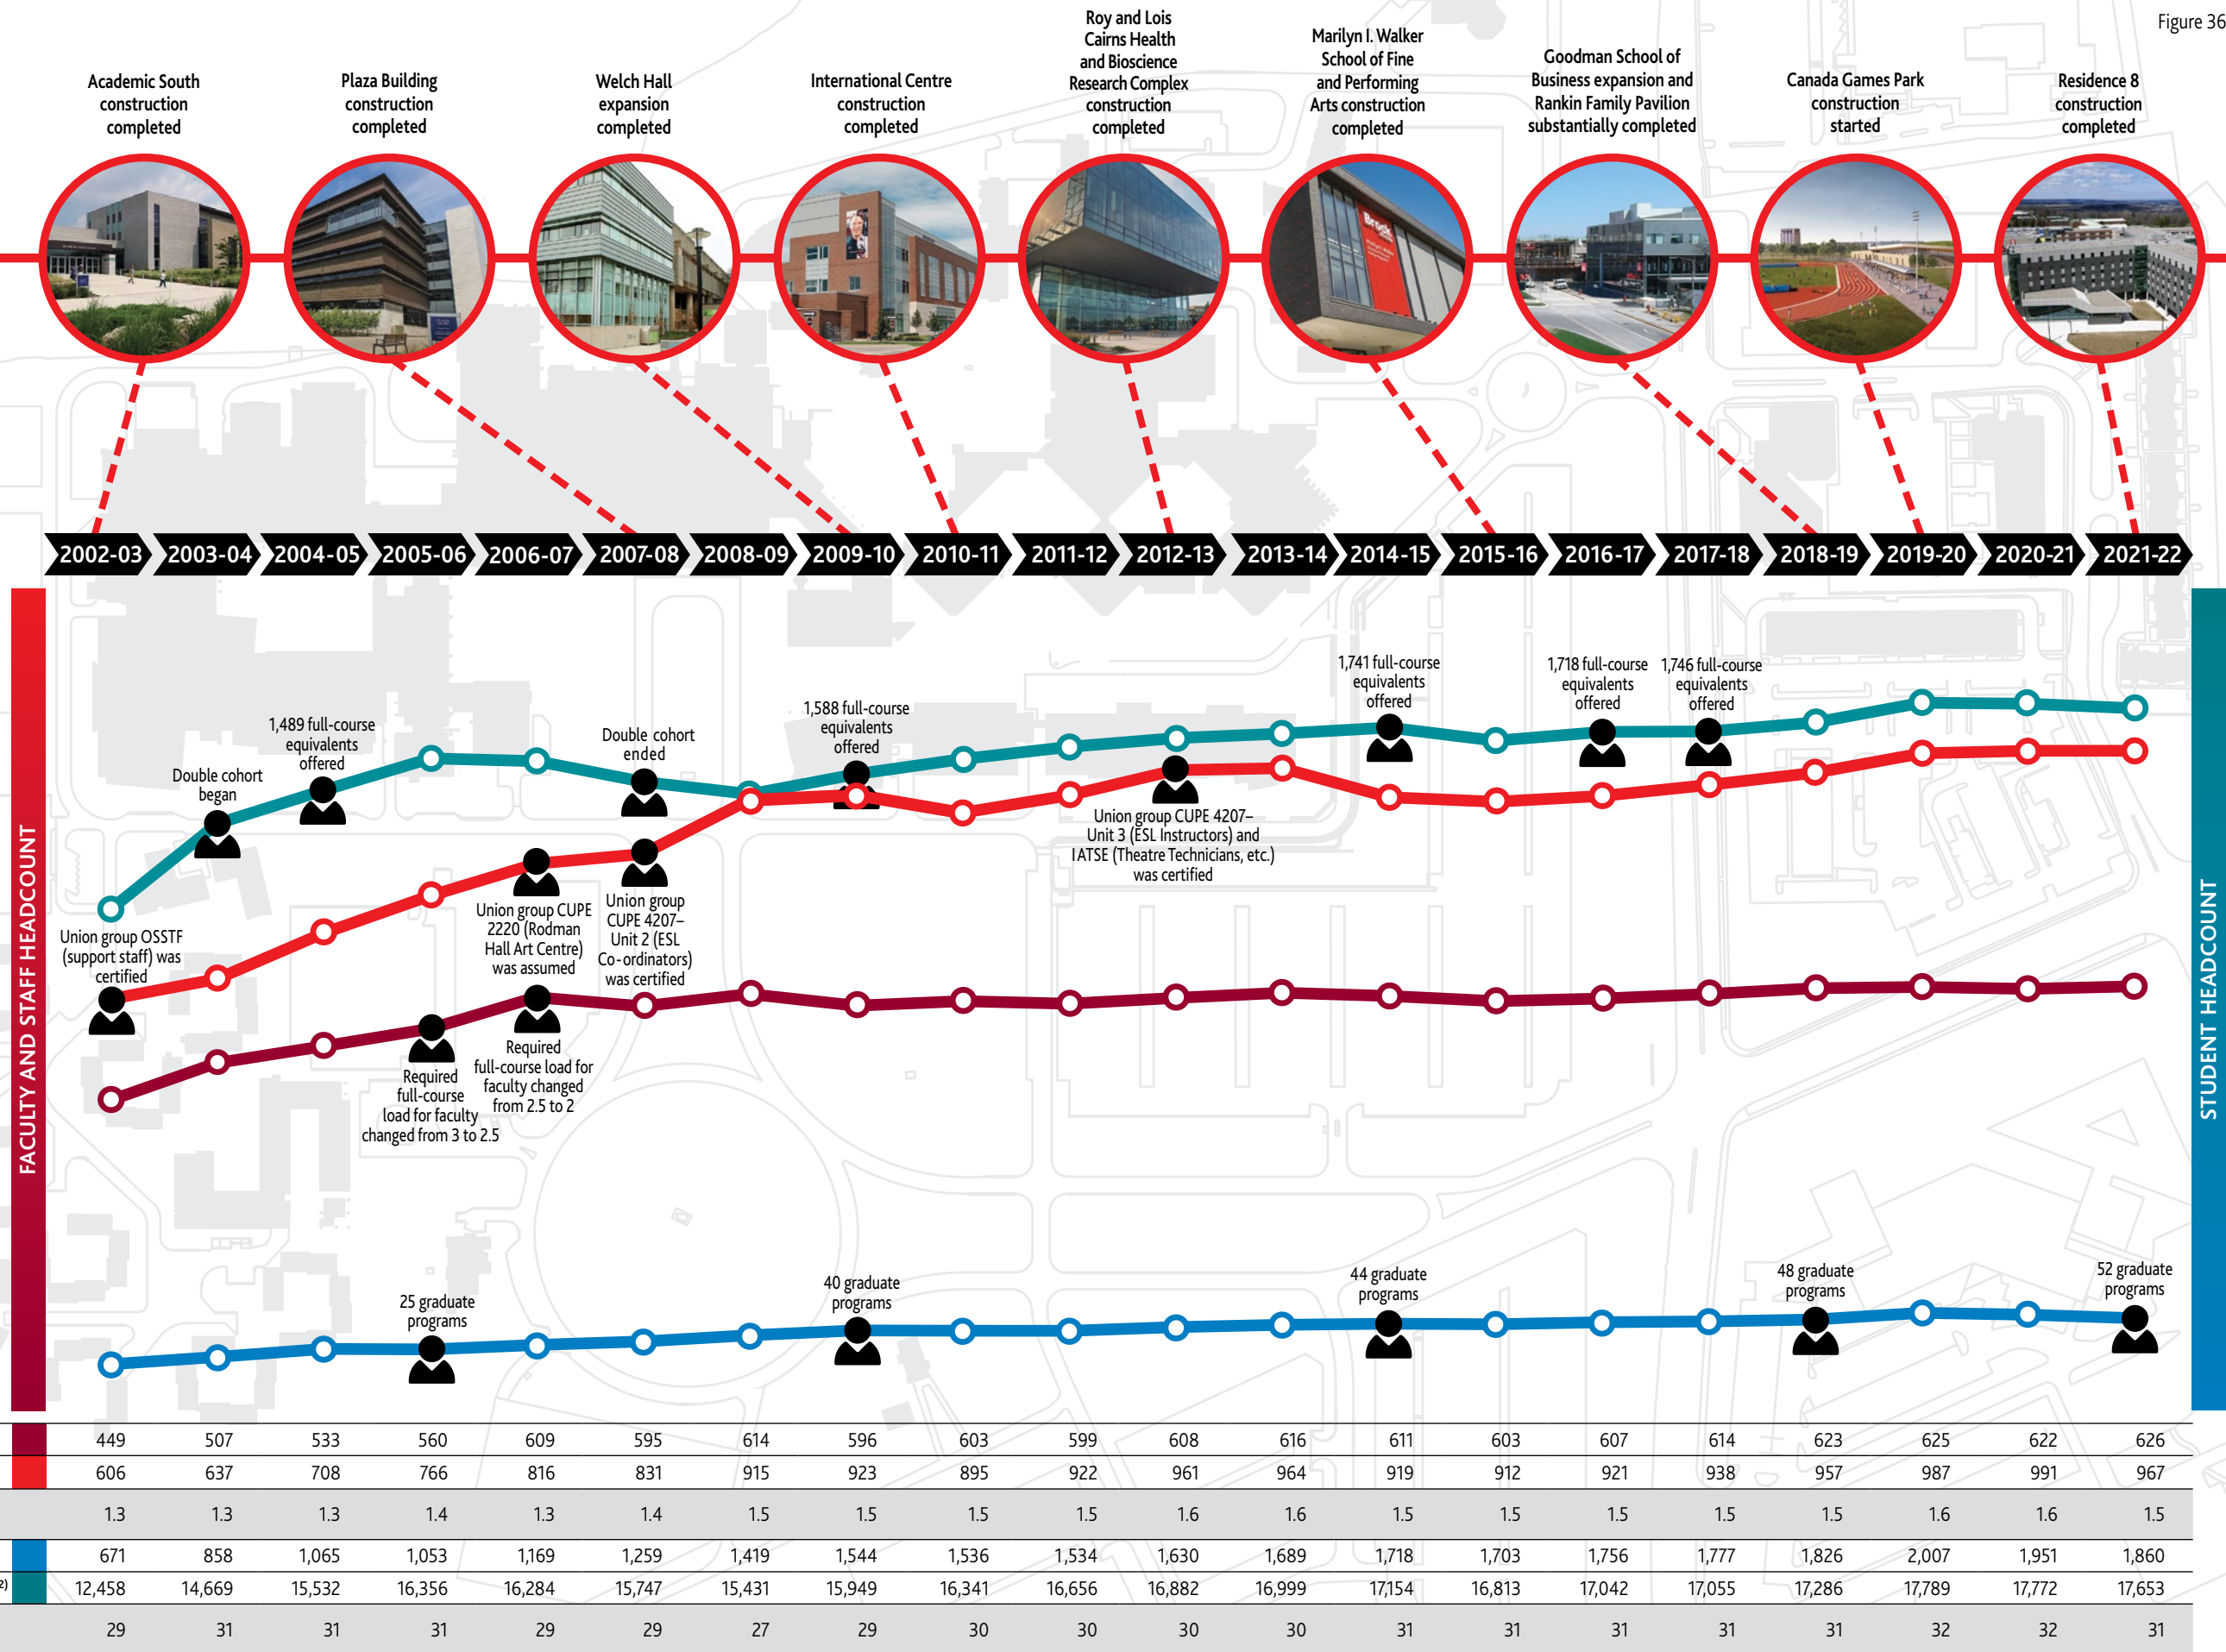 Figure 36
Academic South
construction
completed
Plaza Building
construction
completed
Welch Hall
expansion
completed
International Centre
construction
completed
Roy and Lois
Cairns Health
and Bioscience
Research Complex
construction
completed
Marilyn I. Walker
School of Fine
and Performing
Arts construction
completed
Goodman School of
Business expansion and
Rankin Family Pavilion
substantially completed
Canada Games Park
construction
started
Residence 8
construction
completed
Brock
2002-03 2003-04 2004-05 2005-06 2006-07 2007-08 2008-09 2009-10 2010-11 2011-12 2012-13 2013-14 2014-15 2015-16 2016-17 2017-18 2018-19 2019-20 2020-21 2021-22
FACULTY AND STAFF HEADCOUNT
STUDENT HEADCOUNT
Double cohort
began
1,489 full-course
equivalents
offered
Double cohort
ended
1,588 full-course
equivalents
offered
1,741 full-course
equivalents
offered
1,718 full-course
equivalents
offered
1,746 full-course
equivalents
offered
Union group OSSTF
(support staff) was
certified
Union group CUPE
2220 (Rodman
Hall Art Centre)
was assumed
Union group
CUPE 4207–
Unit 2 (ESL
Co-ordinators)
was certified
Union group CUPE 4207–
Unit 3 (ESL Instructors) and
IATSE (Theatre Technicians, etc.)
was certified
Required
full-course
load for faculty
changed from 3 to 2.5
Required
full-course load for
faculty changed
from 2.5 to 2
25 graduate
programs
40 graduate
programs
44 graduate
programs
48 graduate
programs
52 graduate
programs
449 507 533 560 609 595 614 596 603 599 608 616 611 603 607 614 623 625 622 626
606 637 708 766 816 831 915 923 895 922 961 964 919 912 921 938 957 987 991 967
1.3 1.3 1.3 1.4 1.3 1.4 1.5 1.5 1.5 1.5 1.6 1.6 1.5 1.5 1.5 1.5 1.5 1.6 1.6 1.5
671 858 1,065 1,053 1,169 1,259 1,419 1,544 1,536 1,534 1,630 1,689 1,718 1,703 1,756 1,777 1,826 2,007 1,951 1,860
2) 12,458 14,669 15,532 16,356 16,284 15,747 15,431 15,949 16,341 16,656 16,882 16,999 17,154 16,813 17,042 17,055 17,286 17,789 17,772 17,653
29 31 31 31 29 29 27 29 30 30 30 30 31 31 31 31 31 32 32 31